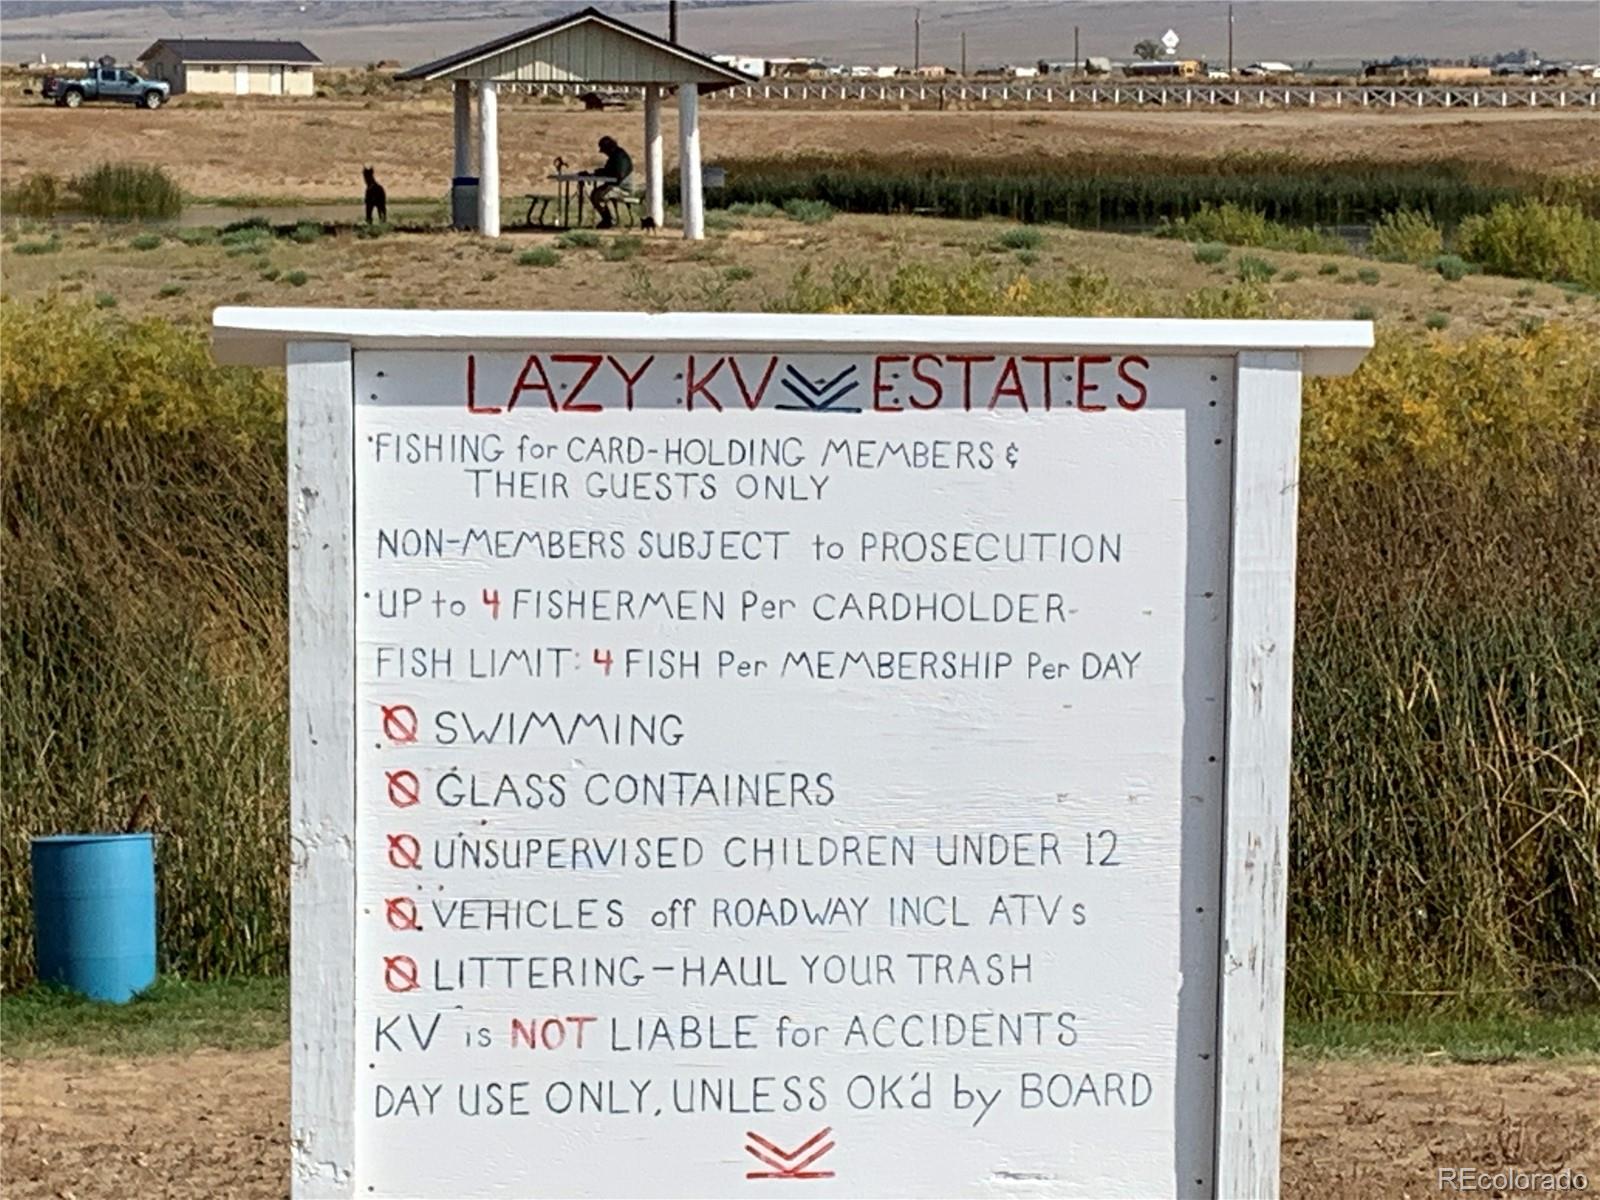 LAZY KV ESTATES
FISHING for CARD-HOLDING MEMBERS &
THEIR GUESTS ONLY
NON-MEMBERS SUBJECT to PROSECUTION
UP to 4 FISHERMEN Per CARDHOLDER-
FISH LIMIT: 4 FISH Per MEMBERSHIP Per DAY
SWIMMING
GLASS CONTAINERS
UNSUPERVISED CHILDREN UNDER 12
VEHICLES off ROADWAY INCL ATVs
LITTERING-HAUL YOUR TRASH
KV is NOT LIABLE for ACCIDENTS
DAY USE ONLY, UNLESS OK'd by BOARD
REcolorado